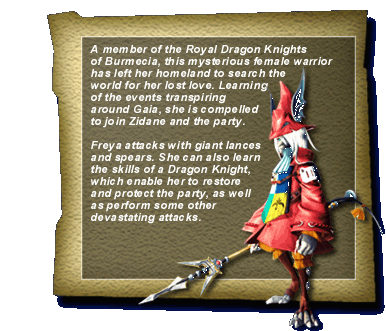 A member of the Royal Dragon Knights
of Burmecia, this mysterious female warrior
has left her homeland to search the
world for her lost love. Learning
of the events transpiring
around Gaia, she is compelled
to join Zidane and the party.
Freya attacks with giant lances
and spears. She can also learn
the skills of a Dragon Knight,
which enable her to restore
and protect the party, as well
as perform some other
devastating attacks.